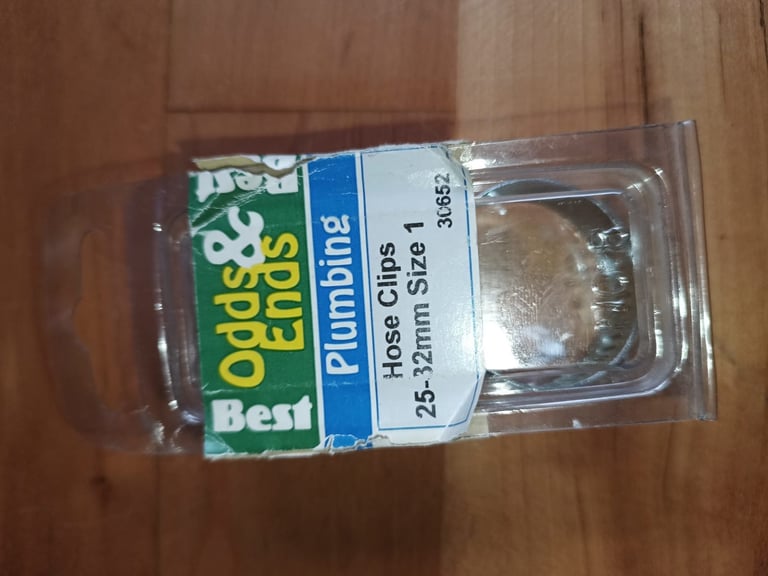 Best
Best
Odds &
Ends
Plumbing
Hose Clips
25-32mm Size 1
30652